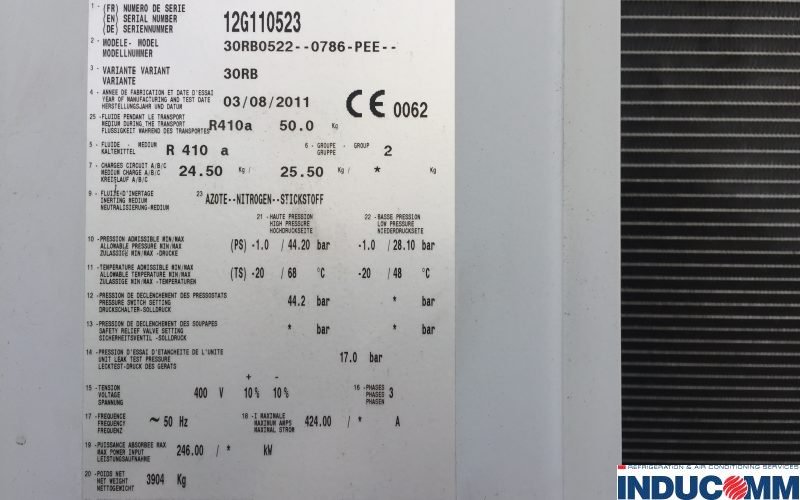 1 - (FR) NUMERO DE SERIE
(EN) SERIAL NUMBER 12G110523
(DE) SERIENNUMMER
2 - MODELE- MODEL 30RB0522--0786-PEE--
MODELLNUMMER
3 - VARIANTE VARIANT 30RB
VARIANTE
4 - ANNEE DE FABRICATION ET DATE D'ESSAI
YEAR OF MANUFACTURING AND TEST DATE 03/08/2011 CE 0062
HERSTELLUNGSJAHR UND DATUM
25 - FLUIDE PENDANT LE TRANSPORT
MEDIUM DURING THE TRANSPORT R410a 50.0 Kg
FLUSSIGKEIT WAHREND DES TRANSPORTES
5 - FLUIDE - MEDIUM R 410 a 6 - GROUPE - GROUP 2
KALTEMITTEL GRUPPE
7 - CHARGES CIRCUIT A/B/C
MEDIUM CHARGE A/B/C 24.50 Kg / 25.50 Kg / * Kg
KREISLAUF A/B/C
9 - FLUIDE D'INERTAGE 23
INERTING MEDIUM AZOTE--NITROGEN--STICKSTOFF
NEUTRALISIERUNG-MEDIUM
21 - HAUTE PRESSION 22 - BASSE PRESSION
HIGH PRESSURE LOW PRESSURE
HOCHDRUCKSEITE NIEDERDRUCKSEITE
10 - PRESSION ADMISSIBLE MIN/MAX
ALLOWABLE PRESSURE MIN/MAX (PS) -1.0 / 44.20 bar -1.0 / 28.10 bar
ZULASSIG MIN/MAX -DRUCKE
11 - TEMPERATURE ADMISSIBLE MIN/MAX
ALLOWABLE TEMPERATURE MIN/MAX (TS) -20 / 68 °C -20 / 48 °C
ZULASSIGE MIN/MAX -TEMPERATUREN
12 - PRESSION DE DECLENCHEMENT DES PRESSOSTATS
PRESSURE SWITCH SETTING 44.2 bar * bar
DRUCKSCHALTER-SOLLDRUCK
13 - PRESSION DE DECLENCHEMENT DES SOUPAPES
SAFETY RELIEF VALVE SETTING * bar * bar
SICHERHEITSVENTIL -SOLLDRUCK
14 - PRESSION D'ESSAI D'ETANCHEITE DE L'UNITE
UNIT LEAK TEST PRESSURE 17.0 bar
LECKTEST-DRUCK DES GERATS
+ -
15 - TENSION 16 - PHASES
VOLTAGE 400 V 10% 10% PHASES 3
SPANNUNG PHASEN
17 - FREQUENCE 18 - I MAXIMALE
FREQUENCY ~ 50 Hz MAXIMUM AMPS 424.00 / * A
FREQUENZ MAXIMAL STROM
19 - PUISSANCE ABSORBEE MAX
MAX POWER INPUT 246.00 / * kW
LEISTUNGSAUFNAHME
20 - POIDS NET
NET WEIGHT 3904 Kg
NETTOGEWICHT
REFRIGERATION & AIR CONDITIONING SERVICES
INDUCOMM